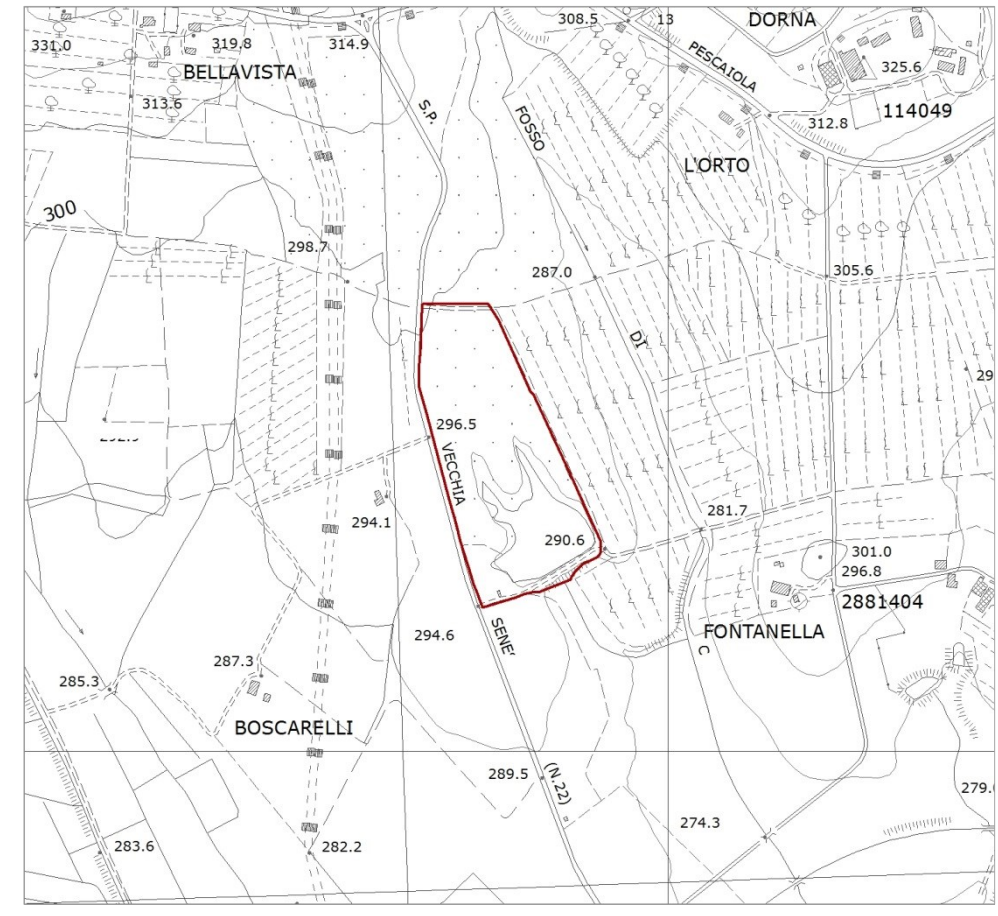 308.5
13
DORNA
331.0
319.8
314.9
BELLAVISTA
PESCAIOLA
325.6
313.6
S.P.
FOSSO
114049
312.8
L'ORTO
300
298.7
287.0
305.6
DI
29
296.5
VECCHIA
294.1
281.7
290.6
301.0
296.8
2881404
294.6
SENE'
FONTANELLA
C
287.3
285.3
BOSCARELLI
289.5
(N.22)
279.
274.3
283.6
282.2